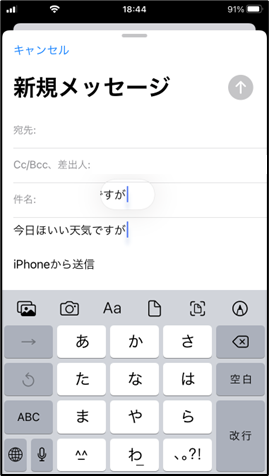 18:44
91%
キャンセル
新規メッセージ
宛先:
Cc/Bcc、差出人:
件名:
ですが
今日ほいい天気ですが
iPhoneから送信
Aa
→ あ か さ
た な は 空白
ABC ま や ら 改行
^^ わ_ 、。?!